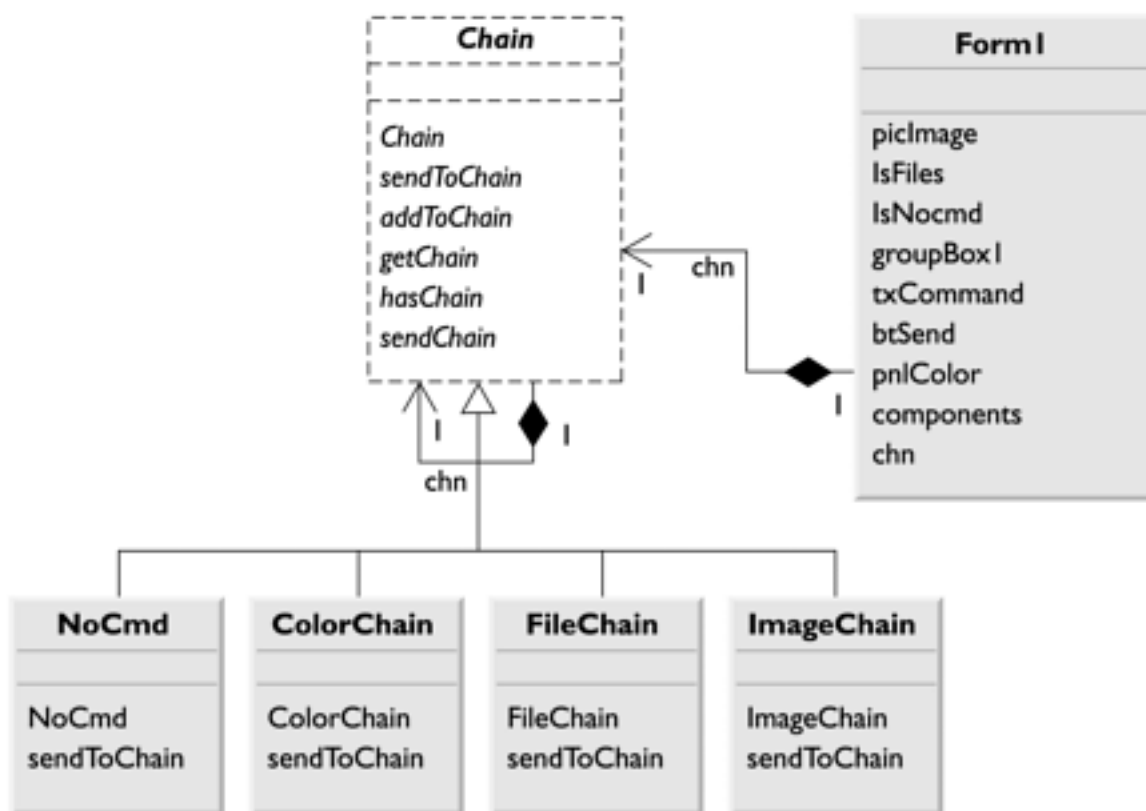 Chain
Chain
sendToChain
addToChain
getChain
hasChain
sendChain
Form1
picImage
lsFiles
lsNocmd
groupBox1
txCommand
btSend
pnlColor
components
chn
chn
1
1
1
1
chn
NoCmd
NoCmd
sendToChain
ColorChain
ColorChain
sendToChain
FileChain
FileChain
sendToChain
ImageChain
ImageChain
sendToChain